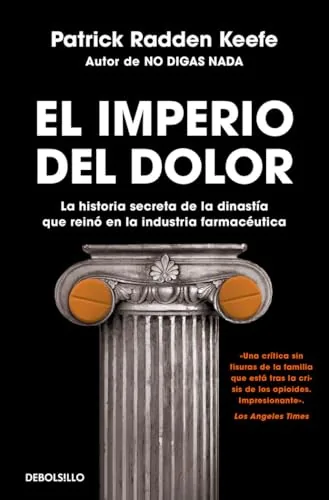 Patrick Radden Keefe
Autor de NO DIGAS NADA
EL IMPERIO
DEL DOLOR
La historia secreta de la dinastía
que reinó en la industria farmacéutica
«Una crítica sin
fisuras de la familia
que está tras la cri-
sis de los opioides.
Impresionante».
Los Angeles Times
DEBOLS!LLO